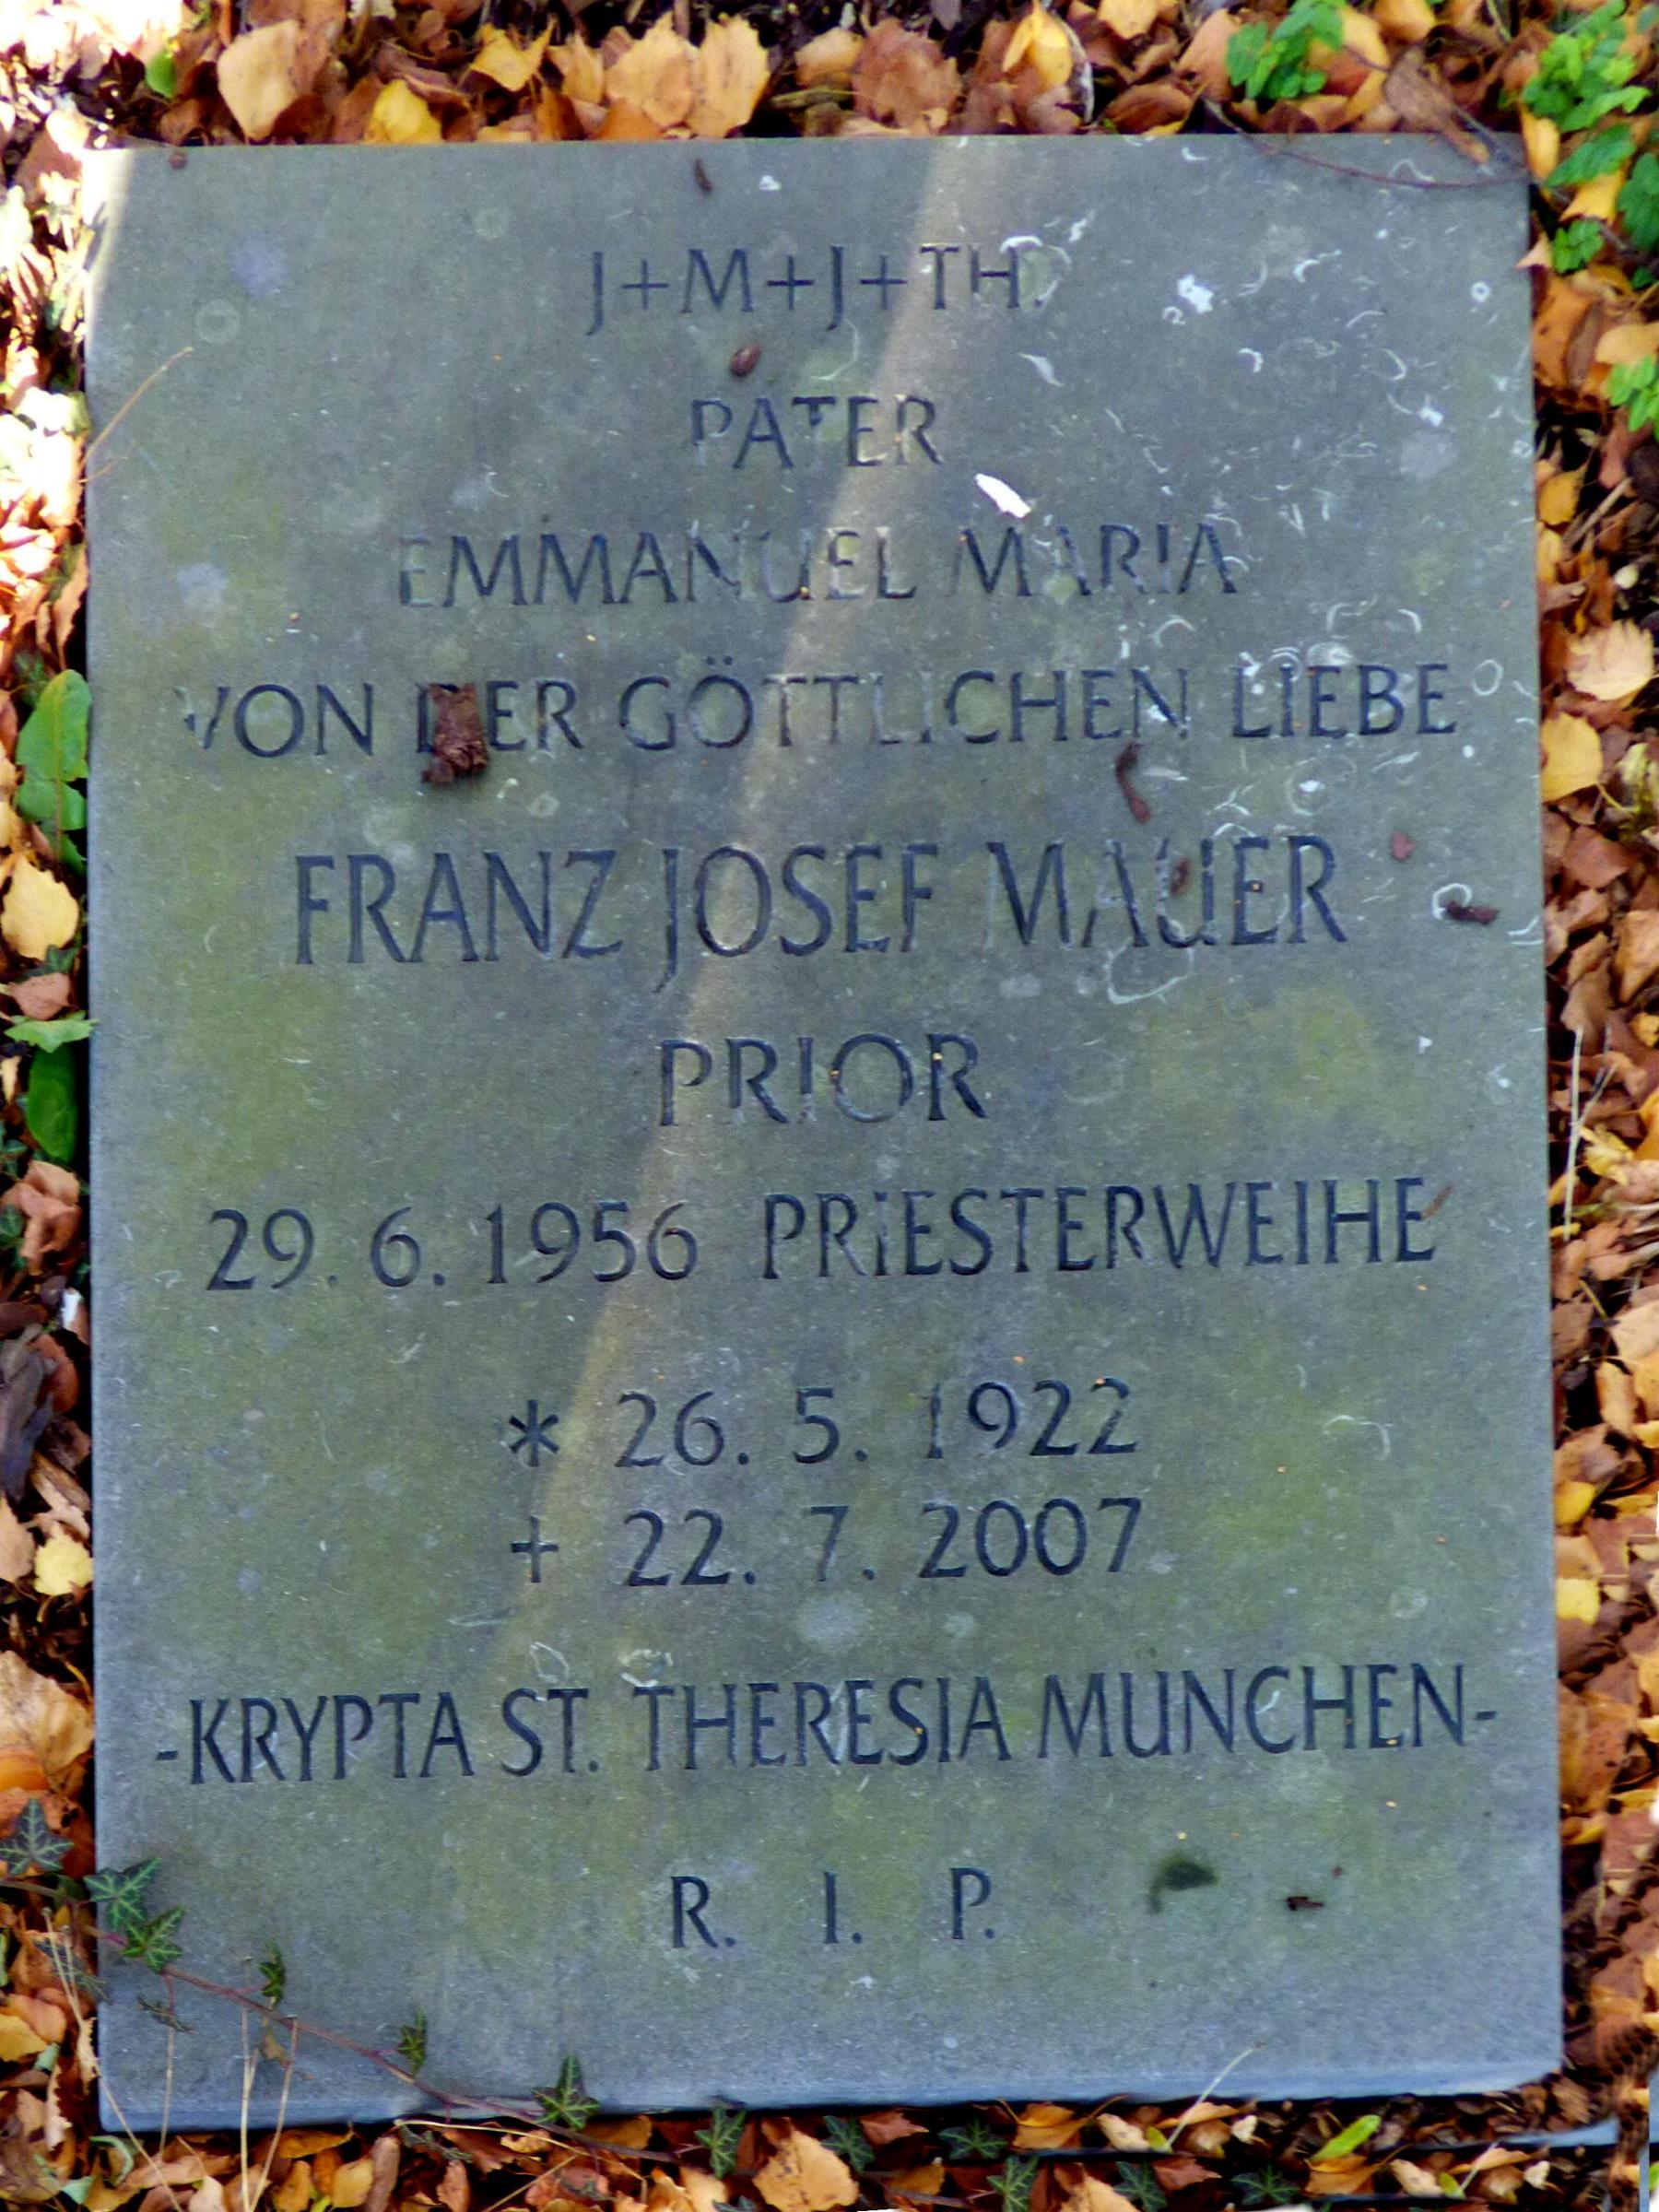 J+M+J+TH.
PATER
EMMANUEL MARIA
VON DER GÖTTLICHEN LIEBE
FRANZ JOSEF MAUER
PRIOR
29. 6. 1956 PRIESTERWEIHE
* 26. 5. 1922
+ 22. 7. 2007
-KRYPTA ST. THERESIA MUNCHEN-
R. I. P.